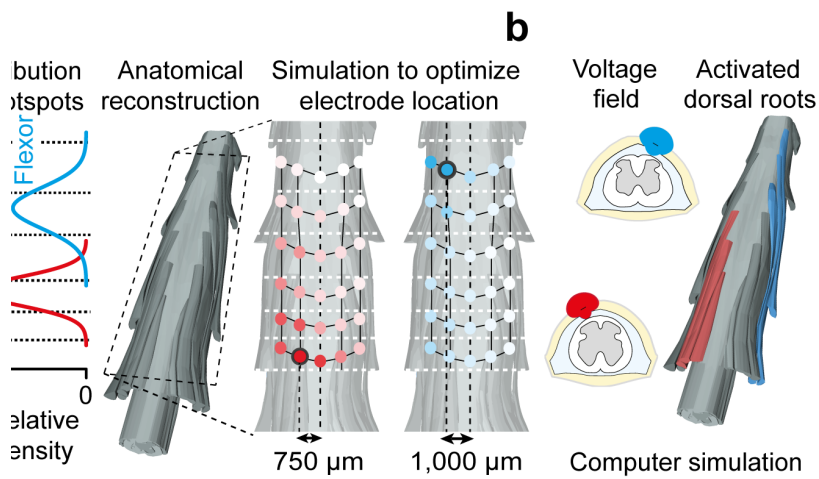 b
ibution
otspots
Anatomical
reconstruction
Simulation to optimize
electrode location
Voltage
field
Activated
dorsal roots
Flexor
0
elative
ensity
750 µm
1,000 µm
Computer simulation